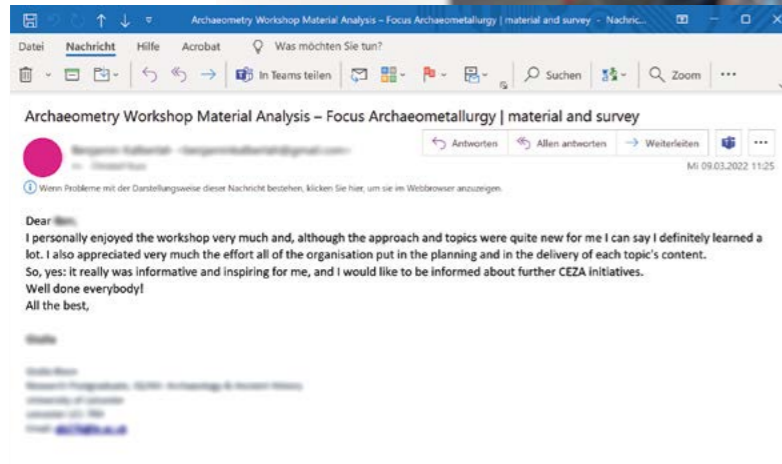 Archaeometry Workshop Material Analysis – Focus Archaeometallurgy | material and survey - Nachric...
Datei Nachricht Hilfe Acrobat Was möchten Sie tun?
In Teams teilen Suchen Zoom ...
Archaeometry Workshop Material Analysis – Focus Archaeometallurgy | material and survey
Antworten Allen antworten Weiterleiten ...
Mi 09.03.2022 11:25
Wenn Probleme mit der Darstellungsweise dieser Nachricht bestehen, klicken Sie hier, um sie im Webbrowser anzuzeigen.
Dear
I personally enjoyed the workshop very much and, although the approach and topics were quite new for me I can say I definitely learned a
lot. I also appreciated very much the effort all of the organisation put in the planning and in the delivery of each topic's content.
So, yes: it really was informative and inspiring for me, and I would like to be informed about further CEZA initiatives.
Well done everybody!
All the best,